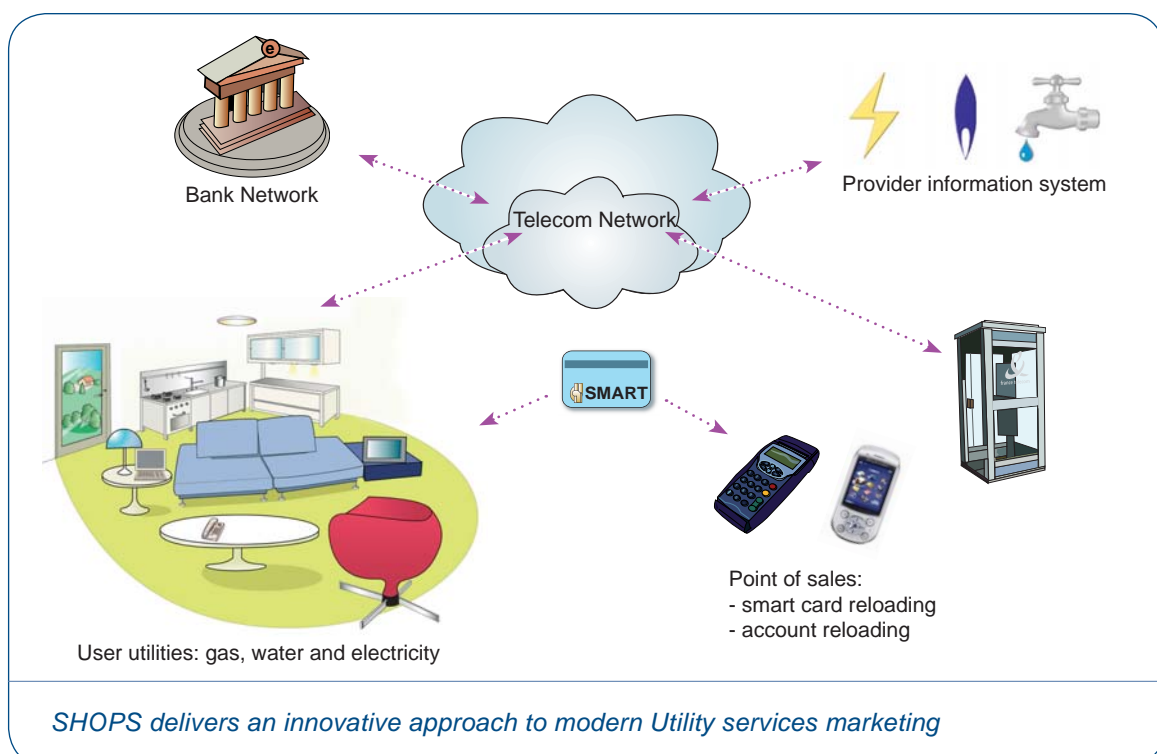 e
Bank Network
Provider information system
Telecom Network
SMART
Point of sales:
- smart card reloading
- account reloading
User utilities: gas, water and electricity
SHOPS delivers an innovative approach to modern Utility services marketing